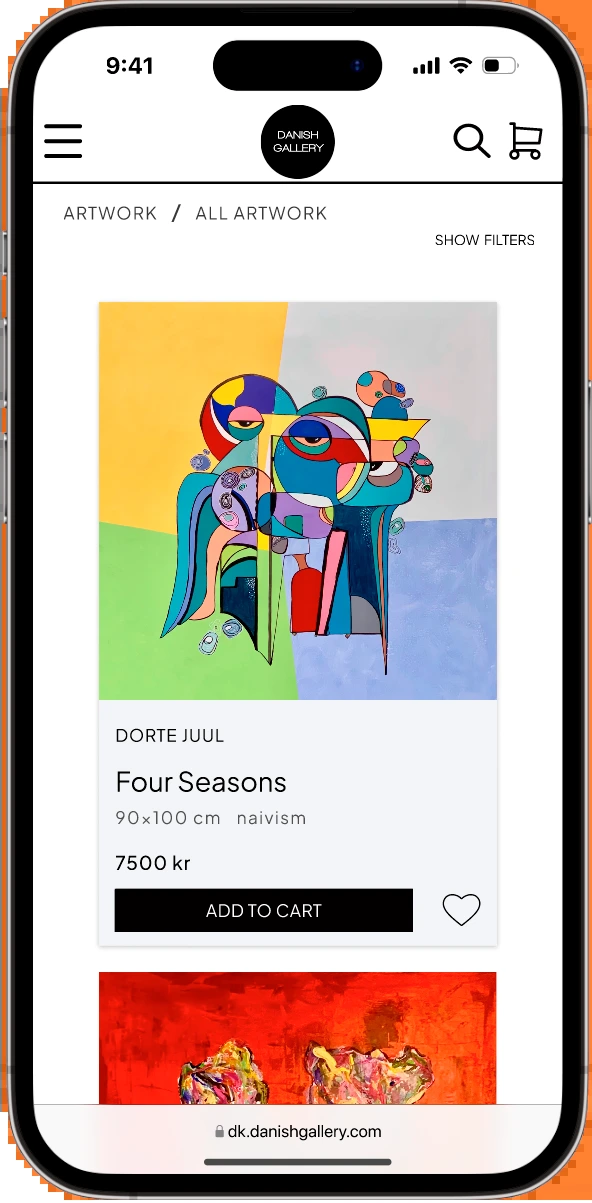 9:41
DANISH
GALLERY
ARTWORK / ALL ARTWORK
SHOW FILTERS
DORTE JUUL
Four Seasons
90×100 cm naivism
7500 kr
ADD TO CART
dk.danishgallery.com